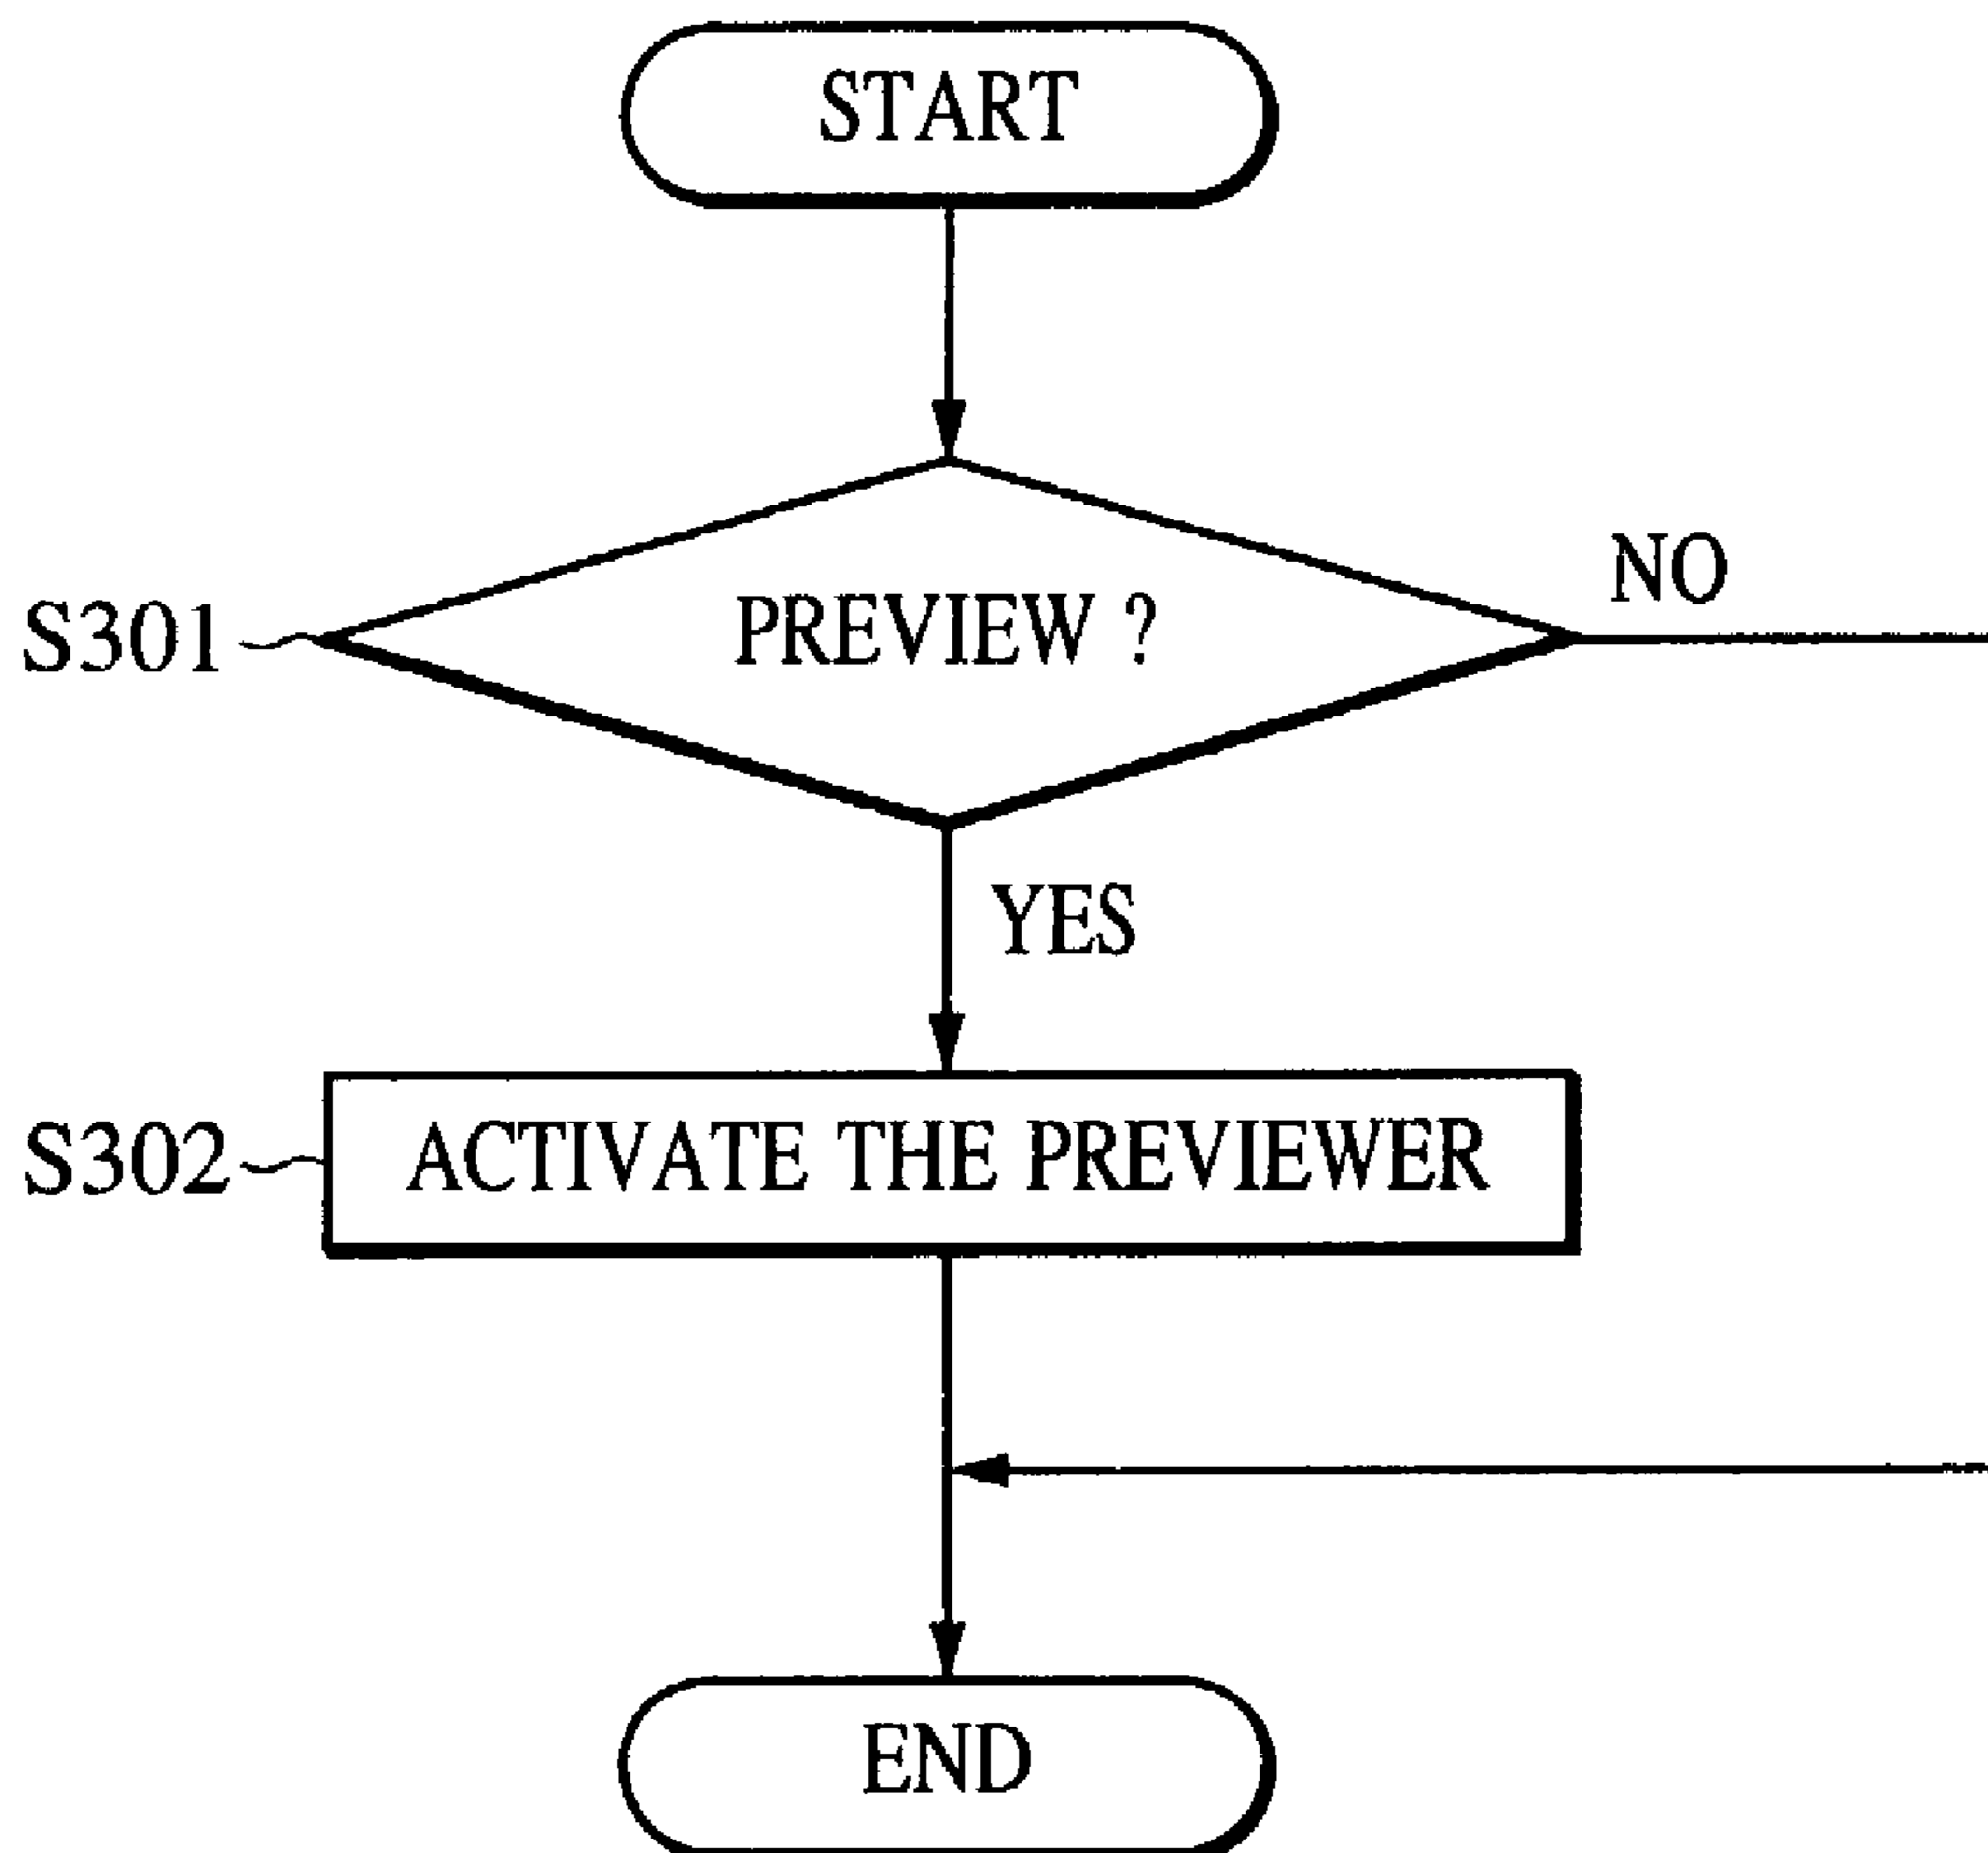 START
PREVIEW ?
NO
S301
YES
S302
ACTIVATE THE PREVIEWER
END